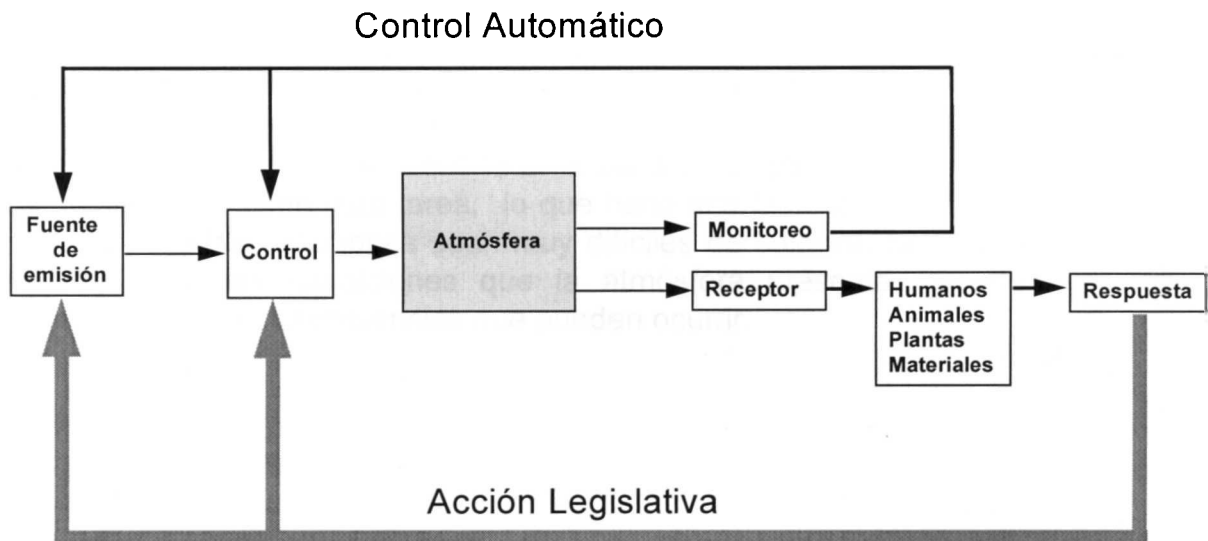 Control Automático
Fuente
de
emisión
Control
Atmósfera
Monitoreo
Receptor
Humanos
Animales
Plantas
Materiales
Respuesta
Acción Legislativa